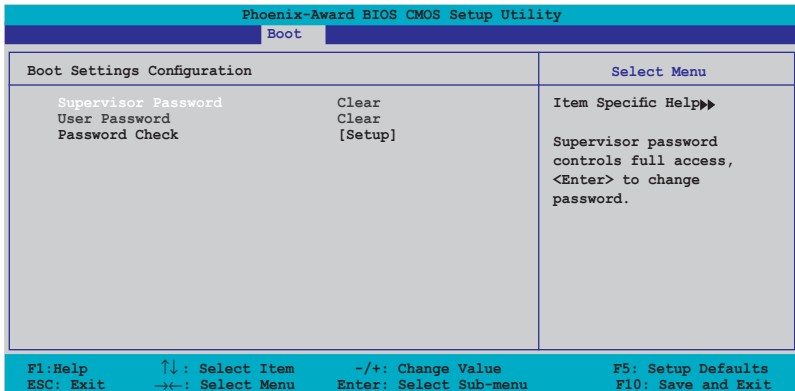 Phoenix-Award BIOS CMOS Setup Utility
Boot
Boot Settings Configuration
Select Menu
Supervisor Password Clear
User Password Clear
Password Check [Setup]
Item Specific Help▶▶
Supervisor password
controls full access,
<Enter> to change
password.
F1:Help ↑↓: Select Item -/+: Change Value F5: Setup Defaults
ESC: Exit →←: Select Menu Enter: Select Sub-menu F10: Save and Exit